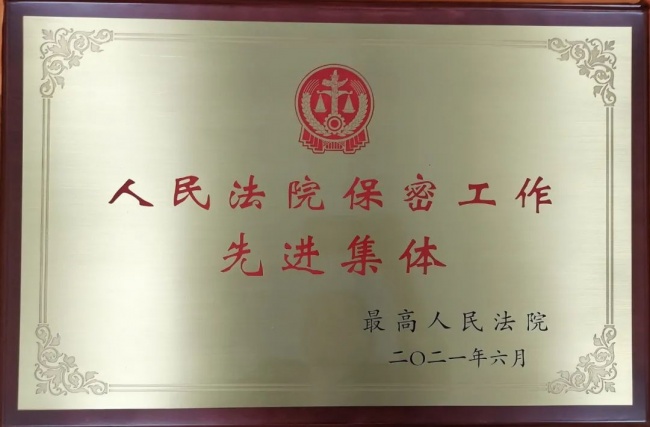 人民法院保密工作
先进集体
最高人民法院
二〇二一年六月